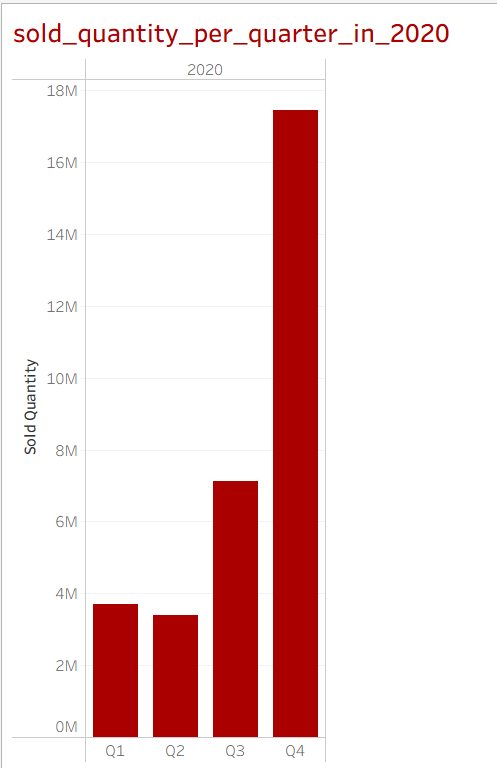 sold_quantity_per_quarter_in_2020
2020
18M
16M
14M
12M
10M
8M
6M
4M
2M
0M
Sold Quantity
Q1 Q2 Q3 Q4